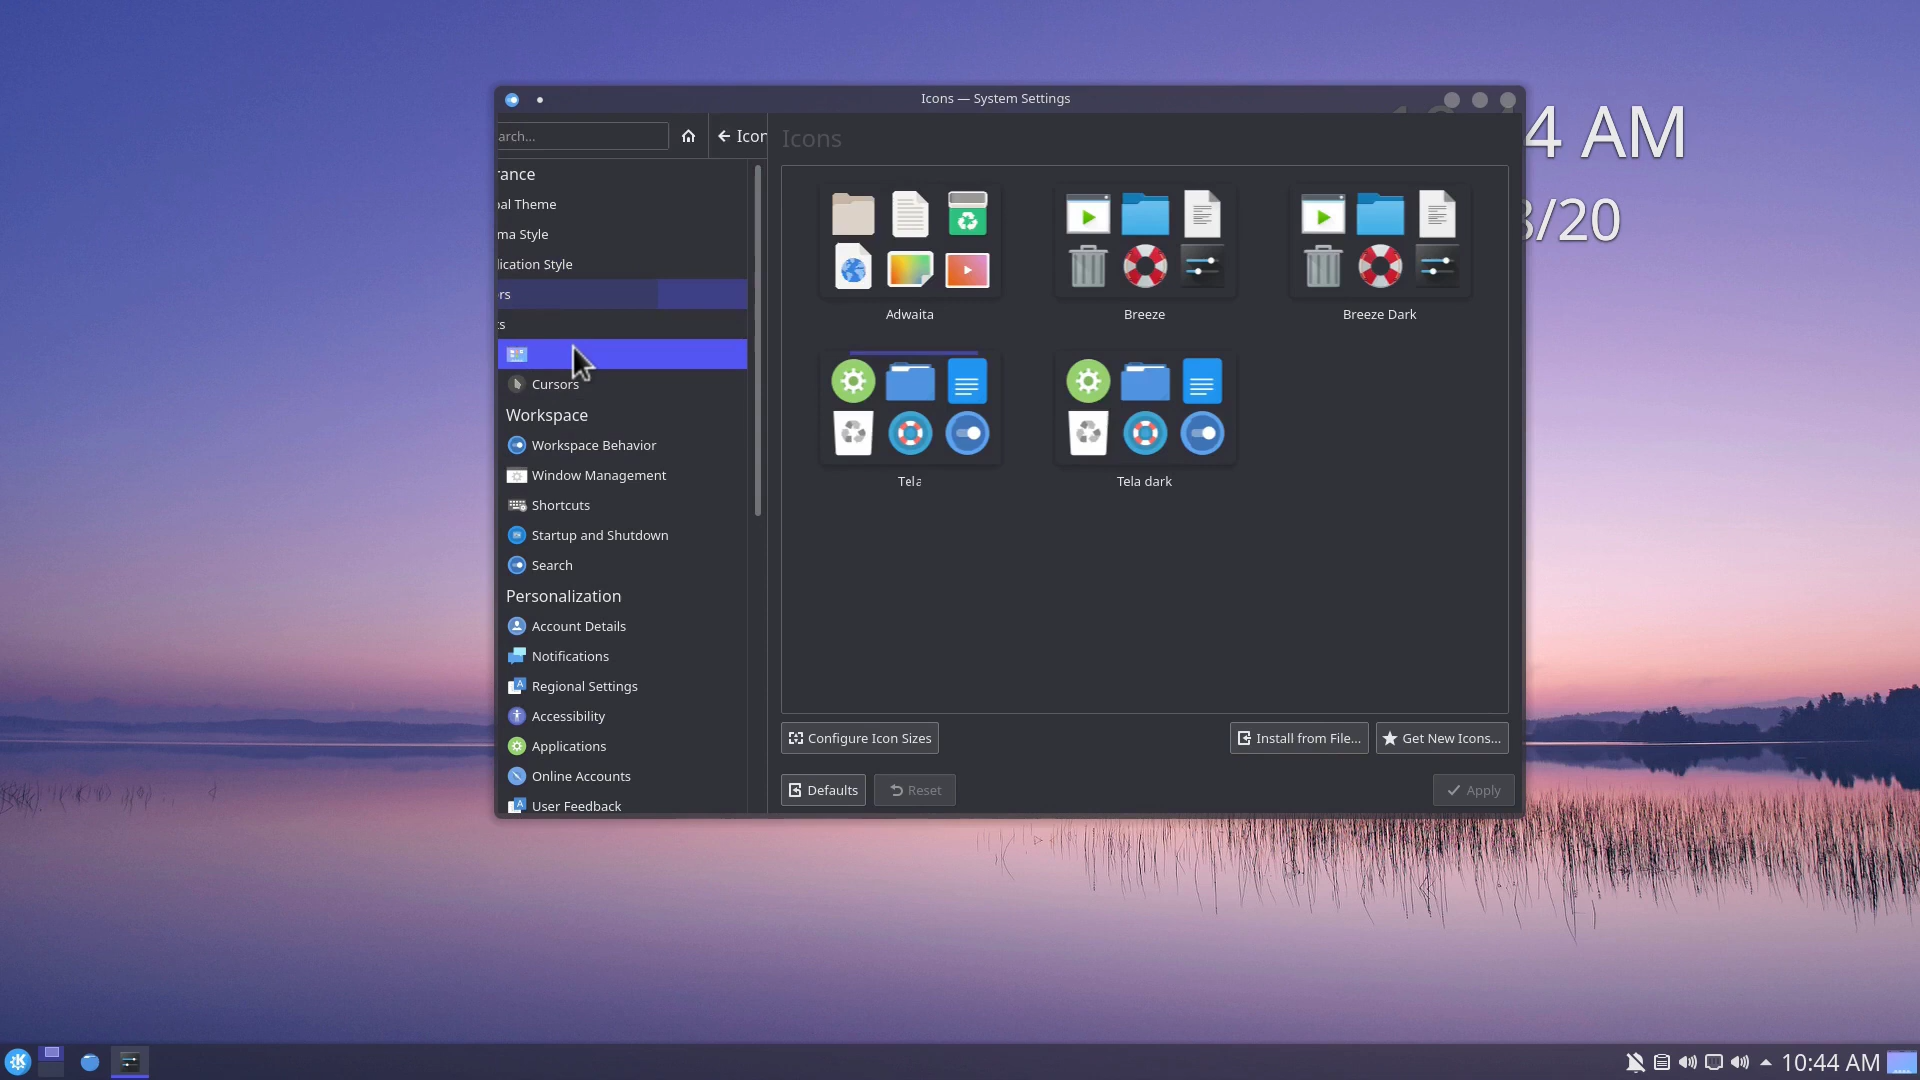 Icons — System Settings
4 AM
/20
arch...
Icon
Icons
rance
bal Theme
ma Style
lication Style
rs
ts
Cursors
Workspace
Workspace Behavior
Window Management
Shortcuts
Startup and Shutdown
Search
Personalization
Account Details
Notifications
Regional Settings
Accessibility
Applications
Online Accounts
User Feedback
Adwaita
Breeze
Breeze Dark
Tela
Tela dark
Configure Icon Sizes
Install from File...
Get New Icons...
Defaults
Reset
Apply
10:44 AM